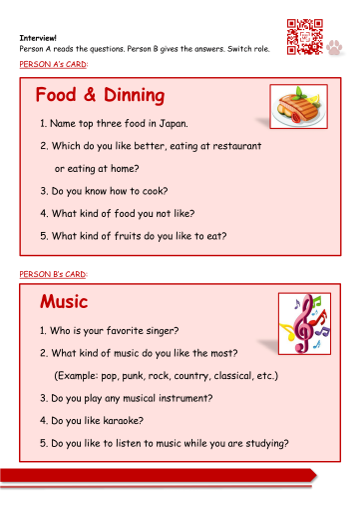 Interview!
Person A reads the questions. Person B gives the answers. Switch role.
PERSON A's CARD:
Food & Dinning
1. Name top three food in Japan.
2. Which do you like better, eating at restaurant
or eating at home?
3. Do you know how to cook?
4. What kind of food you not like?
5. What kind of fruits do you like to eat?
PERSON B's CARD:
Music
1. Who is your favorite singer?
2. What kind of music do you like the most?
(Example: pop, punk, rock, country, classical, etc.)
3. Do you play any musical instrument?
4. Do you like karaoke?
5. Do you like to listen to music while you are studying?